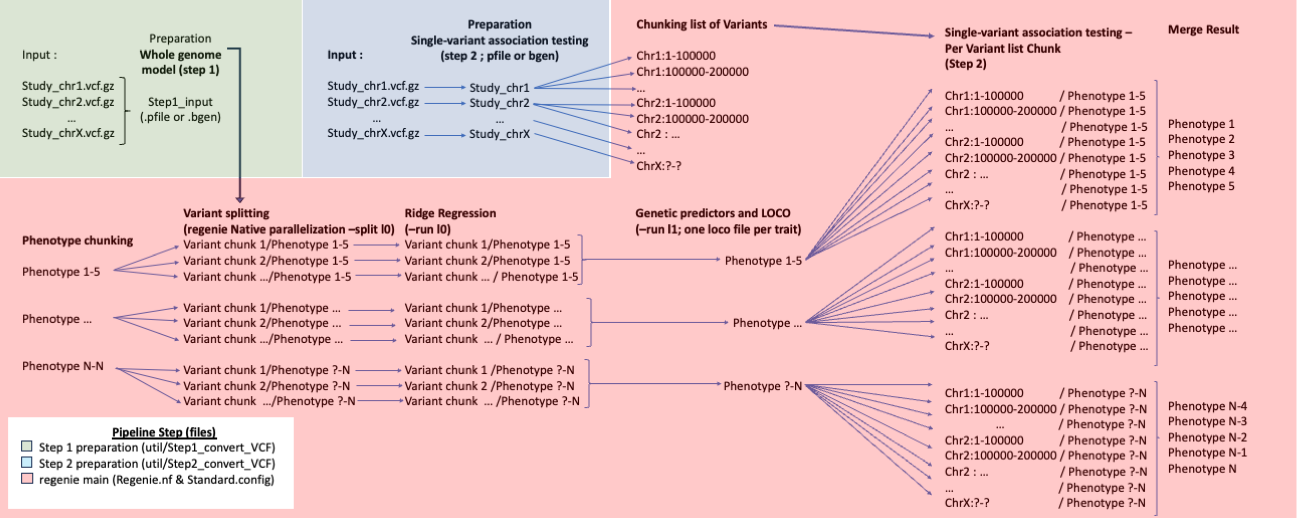 Preparation
Whole genome
model (step 1)
Input :
Study_chr1.vcf.gz
Study_chr2.vcf.gz
...
Study_chrX.vcf.gz
Step1_input
(.pfile or .bgen)
Preparation
Single-variant association testing
(step 2 ; pfile or bgen)
Input :
Study_chr1.vcf.gz
Study_chr2.vcf.gz
...
Study_chrX.vcf.gz
Study_chr1
Study_chr2
...
Study_chrX
Chunking list of Variants
Chr1:1-100000
Chr1:100000-200000
...
Chr2:1-100000
Chr2:100000-200000
Chr2 : ...
...
ChrX:?-?
Single-variant association testing –
Per Variant list Chunk
(Step 2)
Merge Result
Chr1:1-100000 / Phenotype 1-5
Chr1:100000-200000 / Phenotype 1-5
... / Phenotype 1-5
Chr2:1-100000 / Phenotype 1-5
Chr2:100000-200000 / Phenotype 1-5
Chr2 : ... / Phenotype 1-5
... / Phenotype 1-5
ChrX:?-? / Phenotype 1-5
Phenotype 1
Phenotype 2
Phenotype 3
Phenotype 4
Phenotype 5
Phenotype chunking
Phenotype 1-5
Phenotype ...
Phenotype N-N
Variant splitting
(regenie Native parallelization –split l0)
Variant chunk 1/Phenotype 1-5
Variant chunk 2/Phenotype 1-5
Variant chunk .../Phenotype 1-5
Variant chunk 1/Phenotype ...
Variant chunk 2/Phenotype ...
Variant chunk .../Phenotype ...
Variant chunk 1/Phenotype ?-N
Variant chunk 2/Phenotype ?-N
Variant chunk .../Phenotype ?-N
Ridge Regression
(–run l0)
Variant chunk 1/Phenotype 1-5
Variant chunk 2/Phenotype 1-5
Variant chunk ... / Phenotype 1-5
Variant chunk 1/Phenotype ...
Variant chunk 2/Phenotype ...
Variant chunk ... / Phenotype ...
Variant chunk 1 /Phenotype ?-N
Variant chunk 2 /Phenotype ?-N
Variant chunk ... /Phenotype ?-N
Genetic predictors and LOCO
(–run l1; one loco file per trait)
Phenotype 1-5
Phenotype ...
Phenotype ?-N
Chr1:1-100000 / Phenotype ...
Chr1:100000-200000 / Phenotype ...
... / Phenotype ...
Chr2:1-100000 / Phenotype ...
Chr2:100000-200000 / Phenotype ...
Chr2 : ... / Phenotype ...
... / Phenotype ...
ChrX:?-? / Phenotype ...
Phenotype ...
Phenotype ...
Phenotype ...
Phenotype ...
Phenotype ...
Chr1:1-100000 / Phenotype ?-N
Chr1:100000-200000 / Phenotype ?-N
... / Phenotype ?-N
Chr2:1-100000 / Phenotype ?-N
Chr2:100000-200000 / Phenotype ?-N
Chr2 : ... / Phenotype ?-N
... / Phenotype ?-N
ChrX:?-? / Phenotype ?-N
Phenotype N-4
Phenotype N-3
Phenotype N-2
Phenotype N-1
Phenotype N
Pipeline Step (files)
Step 1 preparation (util/Step1_convert_VCF)
Step 2 preparation (util/Step2_convert_VCF)
regenie main (Regenie.nf & Standard.config)